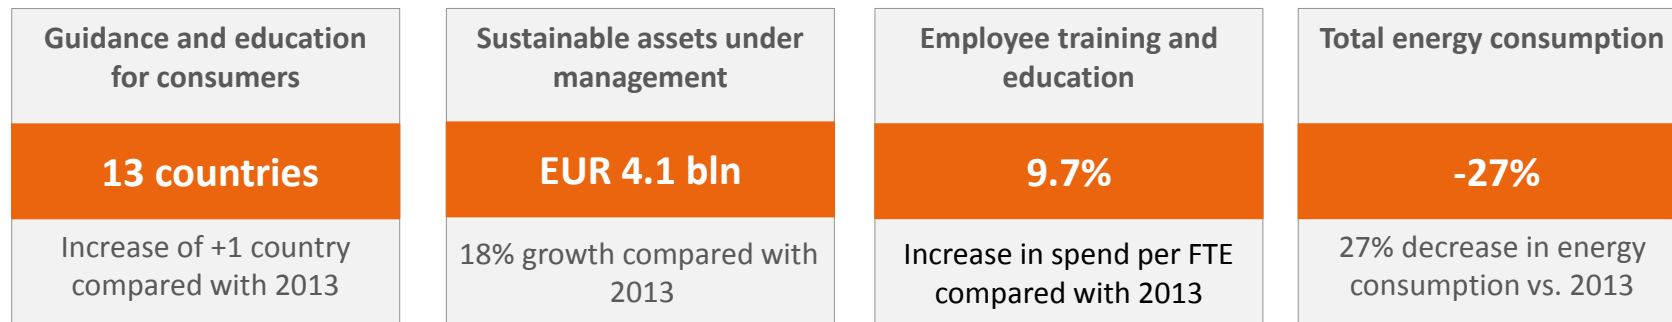 Guidance and education
for consumers
13 countries
Increase of +1 country
compared with 2013
Sustainable assets under
management
EUR 4.1 bln
18% growth compared with
2013
Employee training and
education
9.7%
Increase in spend per FTE
compared with 2013
Total energy consumption
-27%
27% decrease in energy
consumption vs. 2013